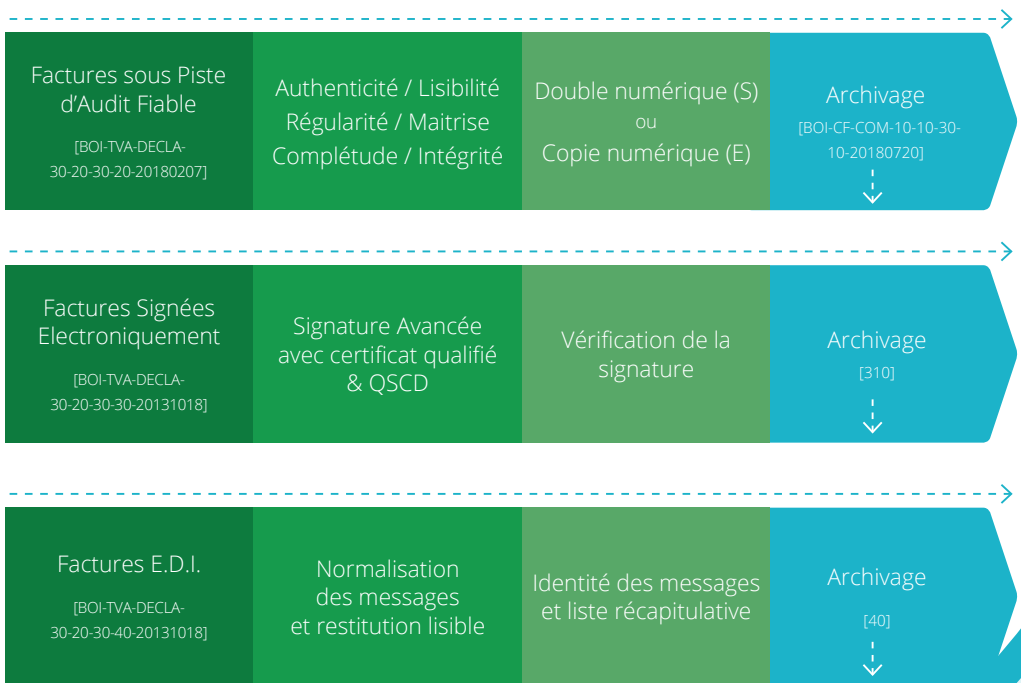 Factures sous Piste
d’Audit Fiable
[BOI-TVA-DECLA-
30-20-30-20-20180207]
Authenticité / Lisibilité
Régularité / Maitrise
Complétude / Intégrité
Double numérique (S)
ou
Copie numérique (E)
Archivage
[BOI-CF-COM-10-10-30-
10-20180720]
Factures Signées
Electroniquement
[BOI-TVA-DECLA-
30-20-30-30-20131018]
Signature Avancée
avec certificat qualifié
& QSCD
Vérification de la
signature
Archivage
[310]
Factures E.D.I.
[BOI-TVA-DECLA-
30-20-30-40-20131018]
Normalisation
des messages
et restitution lisible
Identité des messages
et liste récapitulative
Archivage
[40]